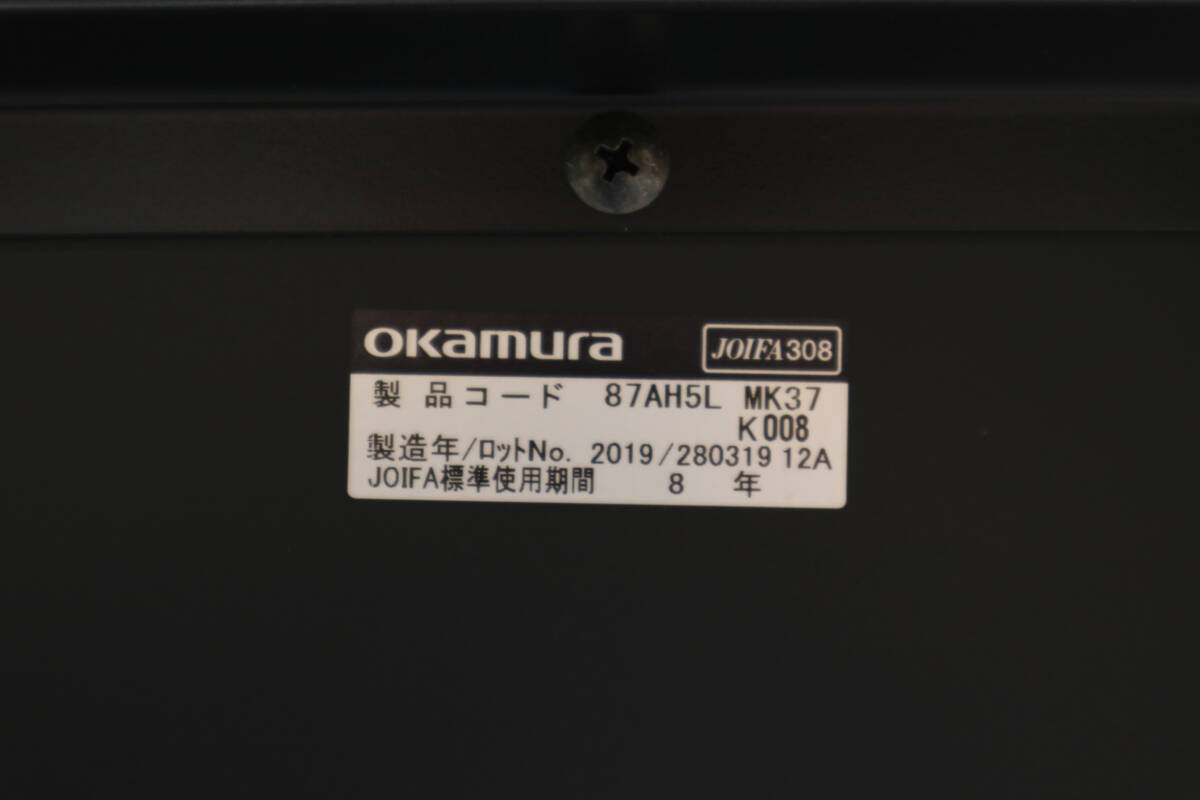 okamura JOIFA308
製品コード 87AH5L MK37
K008
製造年/ロットNo. 2019/280319 12A
JOIFA標準使用期間 8 年